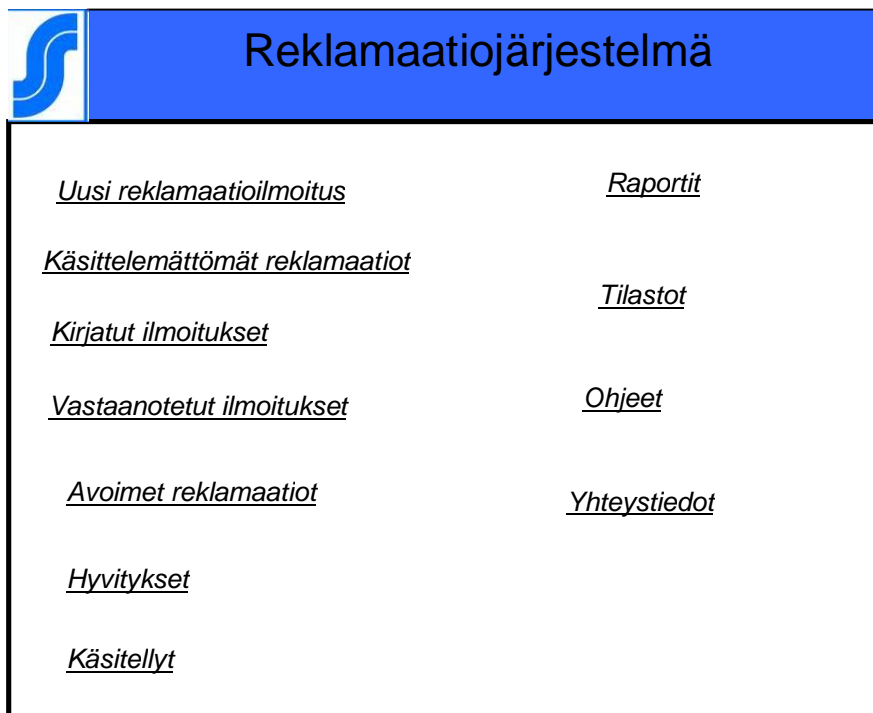 Reklamaatiojärjestelmä
Uusi reklamaatioilmoitus
Käsittelemättömät reklamaatiot
Kirjatut ilmoitukset
Vastaanotetut ilmoitukset
Avoimet reklamaatiot
Hyvitykset
Käsitellyt
Raportit
Tilastot
Ohjeet
Yhteystiedot